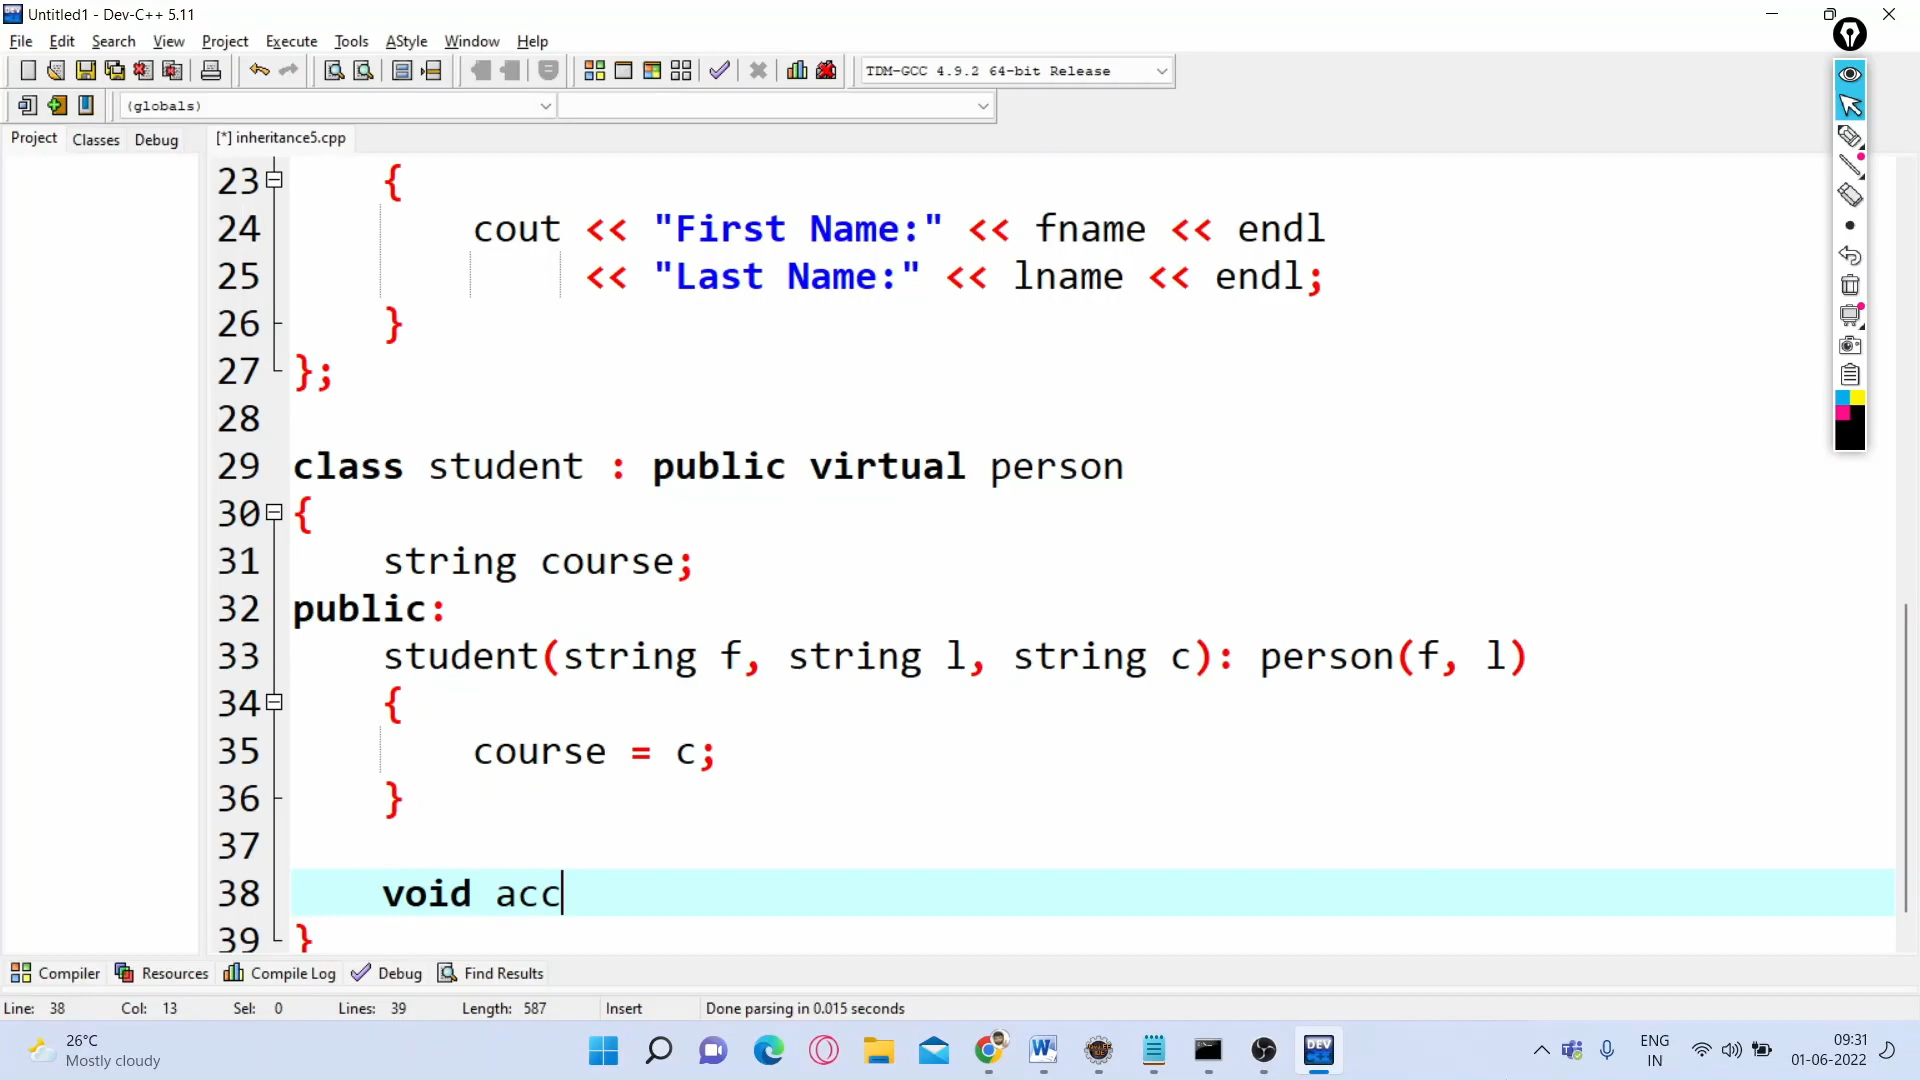 Untitled1 - Dev-C++ 5.11
File Edit Search View Project Execute Tools AStyle Window Help
TDM-GCC 4.9.2 64-bit Release
(globals)
Project Classes Debug [*] inheritance5.cpp
23 {
24 cout << "First Name:" << fname << endl
25 << "Last Name:" << lname << endl;
26 }
27 };
28
29 class student : public virtual person
30 {
31 string course;
32 public:
33 student(string f, string l, string c): person(f, l)
34 {
35 course = c;
36 }
37
38 void acc
39 }
Compiler Resources Compile Log Debug Find Results
Line: 38 Col: 13 Sel: 0 Lines: 39 Length: 587 Insert Done parsing in 0.015 seconds
26°C
Mostly cloudy
DEV
ENG
IN
09:31
01-06-2022